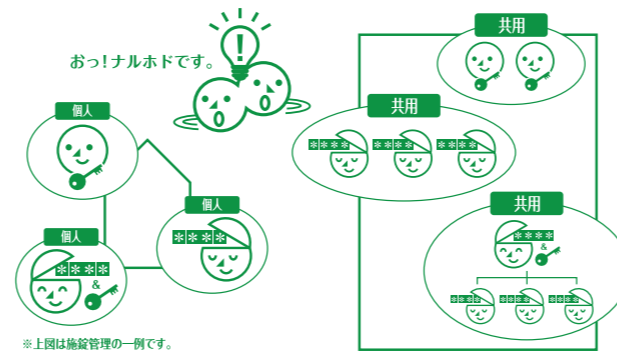 おっ!ナルホドです。
!
個人
個人
****
個人
****
&
共用
共用
**** **** ****
共用
****
&
**** **** ****
※上図は施錠管理の一例です。